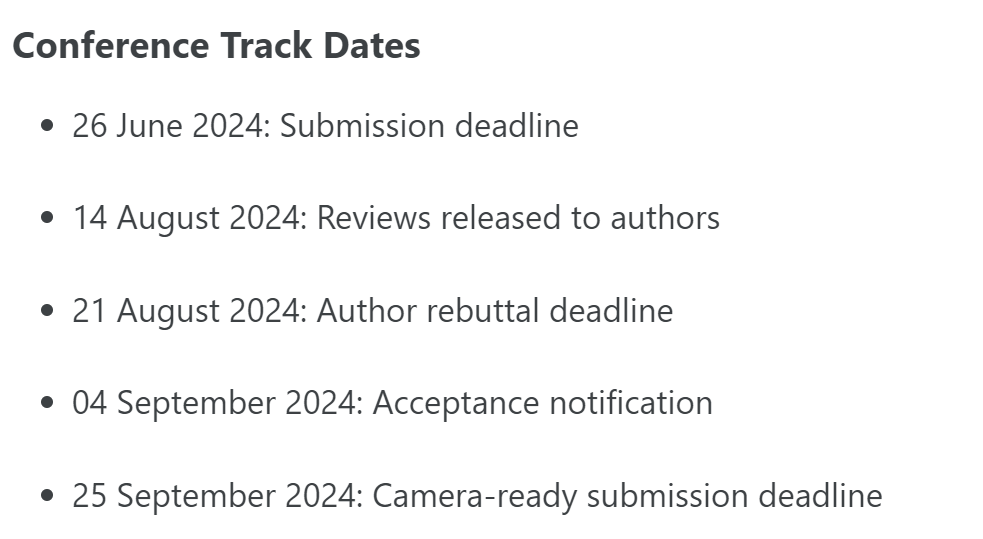 Conference Track Dates
• 26 June 2024: Submission deadline
• 14 August 2024: Reviews released to authors
• 21 August 2024: Author rebuttal deadline
• 04 September 2024: Acceptance notification
• 25 September 2024: Camera-ready submission deadline